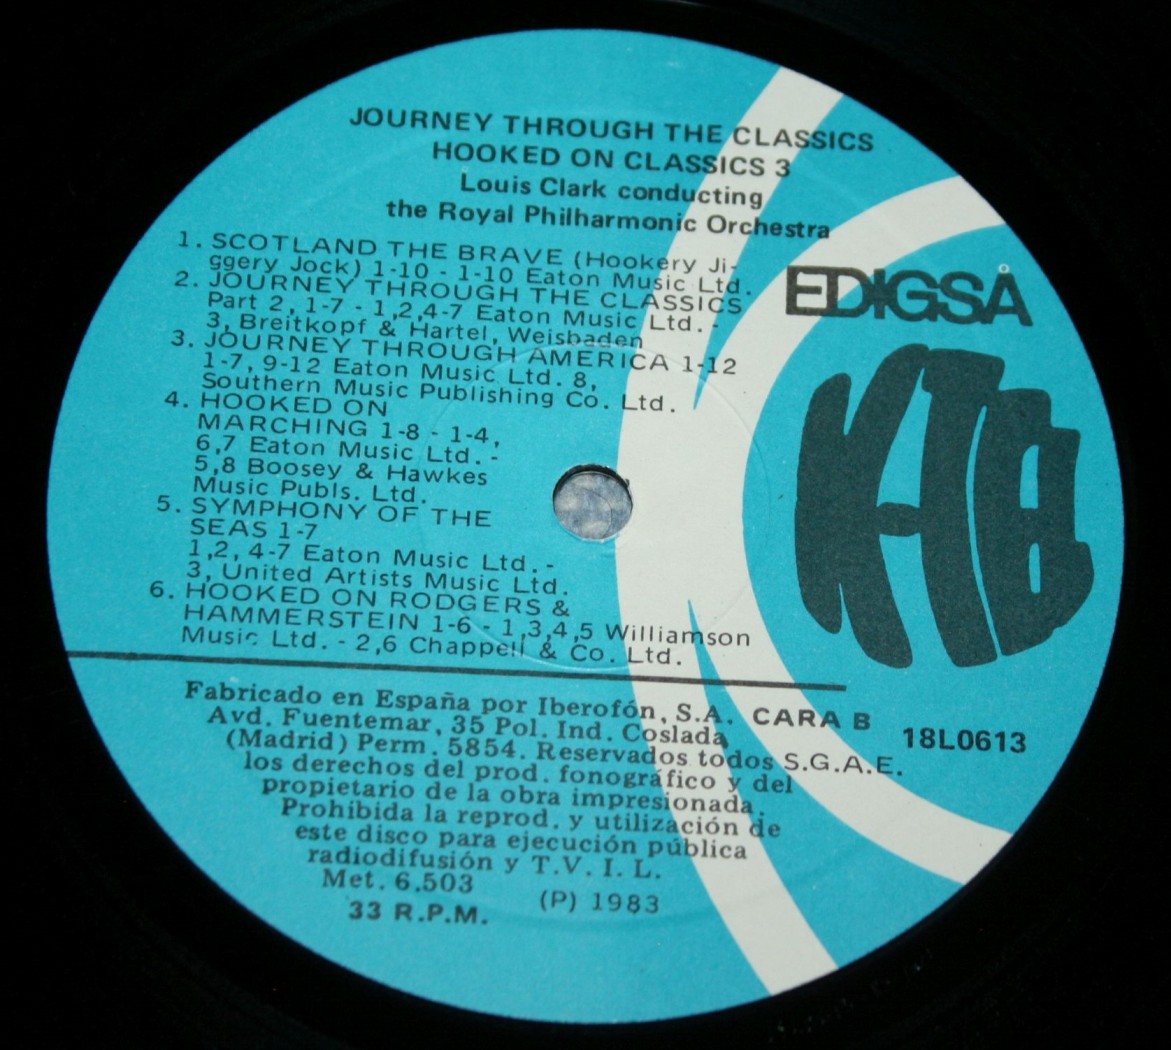 JOURNEY THROUGH THE CLASSICS
HOOKED ON CLASSICS 3
Louis Clark conducting
the Royal Philharmonic Orchestra
1. SCOTLAND THE BRAVE (Hookery Ji-
ggery Jock) 1-10 - 1-10 Eaton Music Ltd.
2. JOURNEY THROUGH THE CLASSICS
Part 2, 1-7 - 1,2,4-7 Eaton Music Ltd. -
3, Breitkopf & Hartel, Weisbaden
3. JOURNEY THROUGH AMERICA 1-12
1-7, 9-12 Eaton Music Ltd. 8,
Southern Music Publishing Co. Ltd.
4. HOOKED ON
MARCHING 1-8 - 1-4,
6,7 Eaton Music Ltd. -
5,8 Boosey & Hawkes
Music Publs. Ltd.
5. SYMPHONY OF THE
SEAS 1-7
1,2, 4-7 Eaton Music Ltd. -
3, United Artists Music Ltd.
6. HOOKED ON RODGERS &
HAMMERSTEIN 1-6 - 1,3,4,5 Williamson
Music Ltd. - 2,6 Chappell & Co. Ltd.
EDIGSÅ
KTB
Fabricado en España por Iberofón, S.A. CARA B
Avd. Fuentemar, 35 Pol. Ind. Coslada
18L0613
(Madrid) Perm. 5854. Reservados todos S.G.A.E.
los derechos del prod. fonográfico y del
propietario de la obra impresionada.
Prohibida la reprod. y utilización de
este disco para ejecución pública
radiodifusión y T.V. I. L.
Met. 6.503
(P) 1983
33 R.P.M.